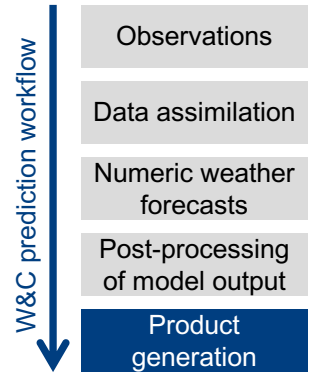 W&C prediction workflow
Observations
Data assimilation
Numeric weather
forecasts
Post-processing
of model output
Product
generation